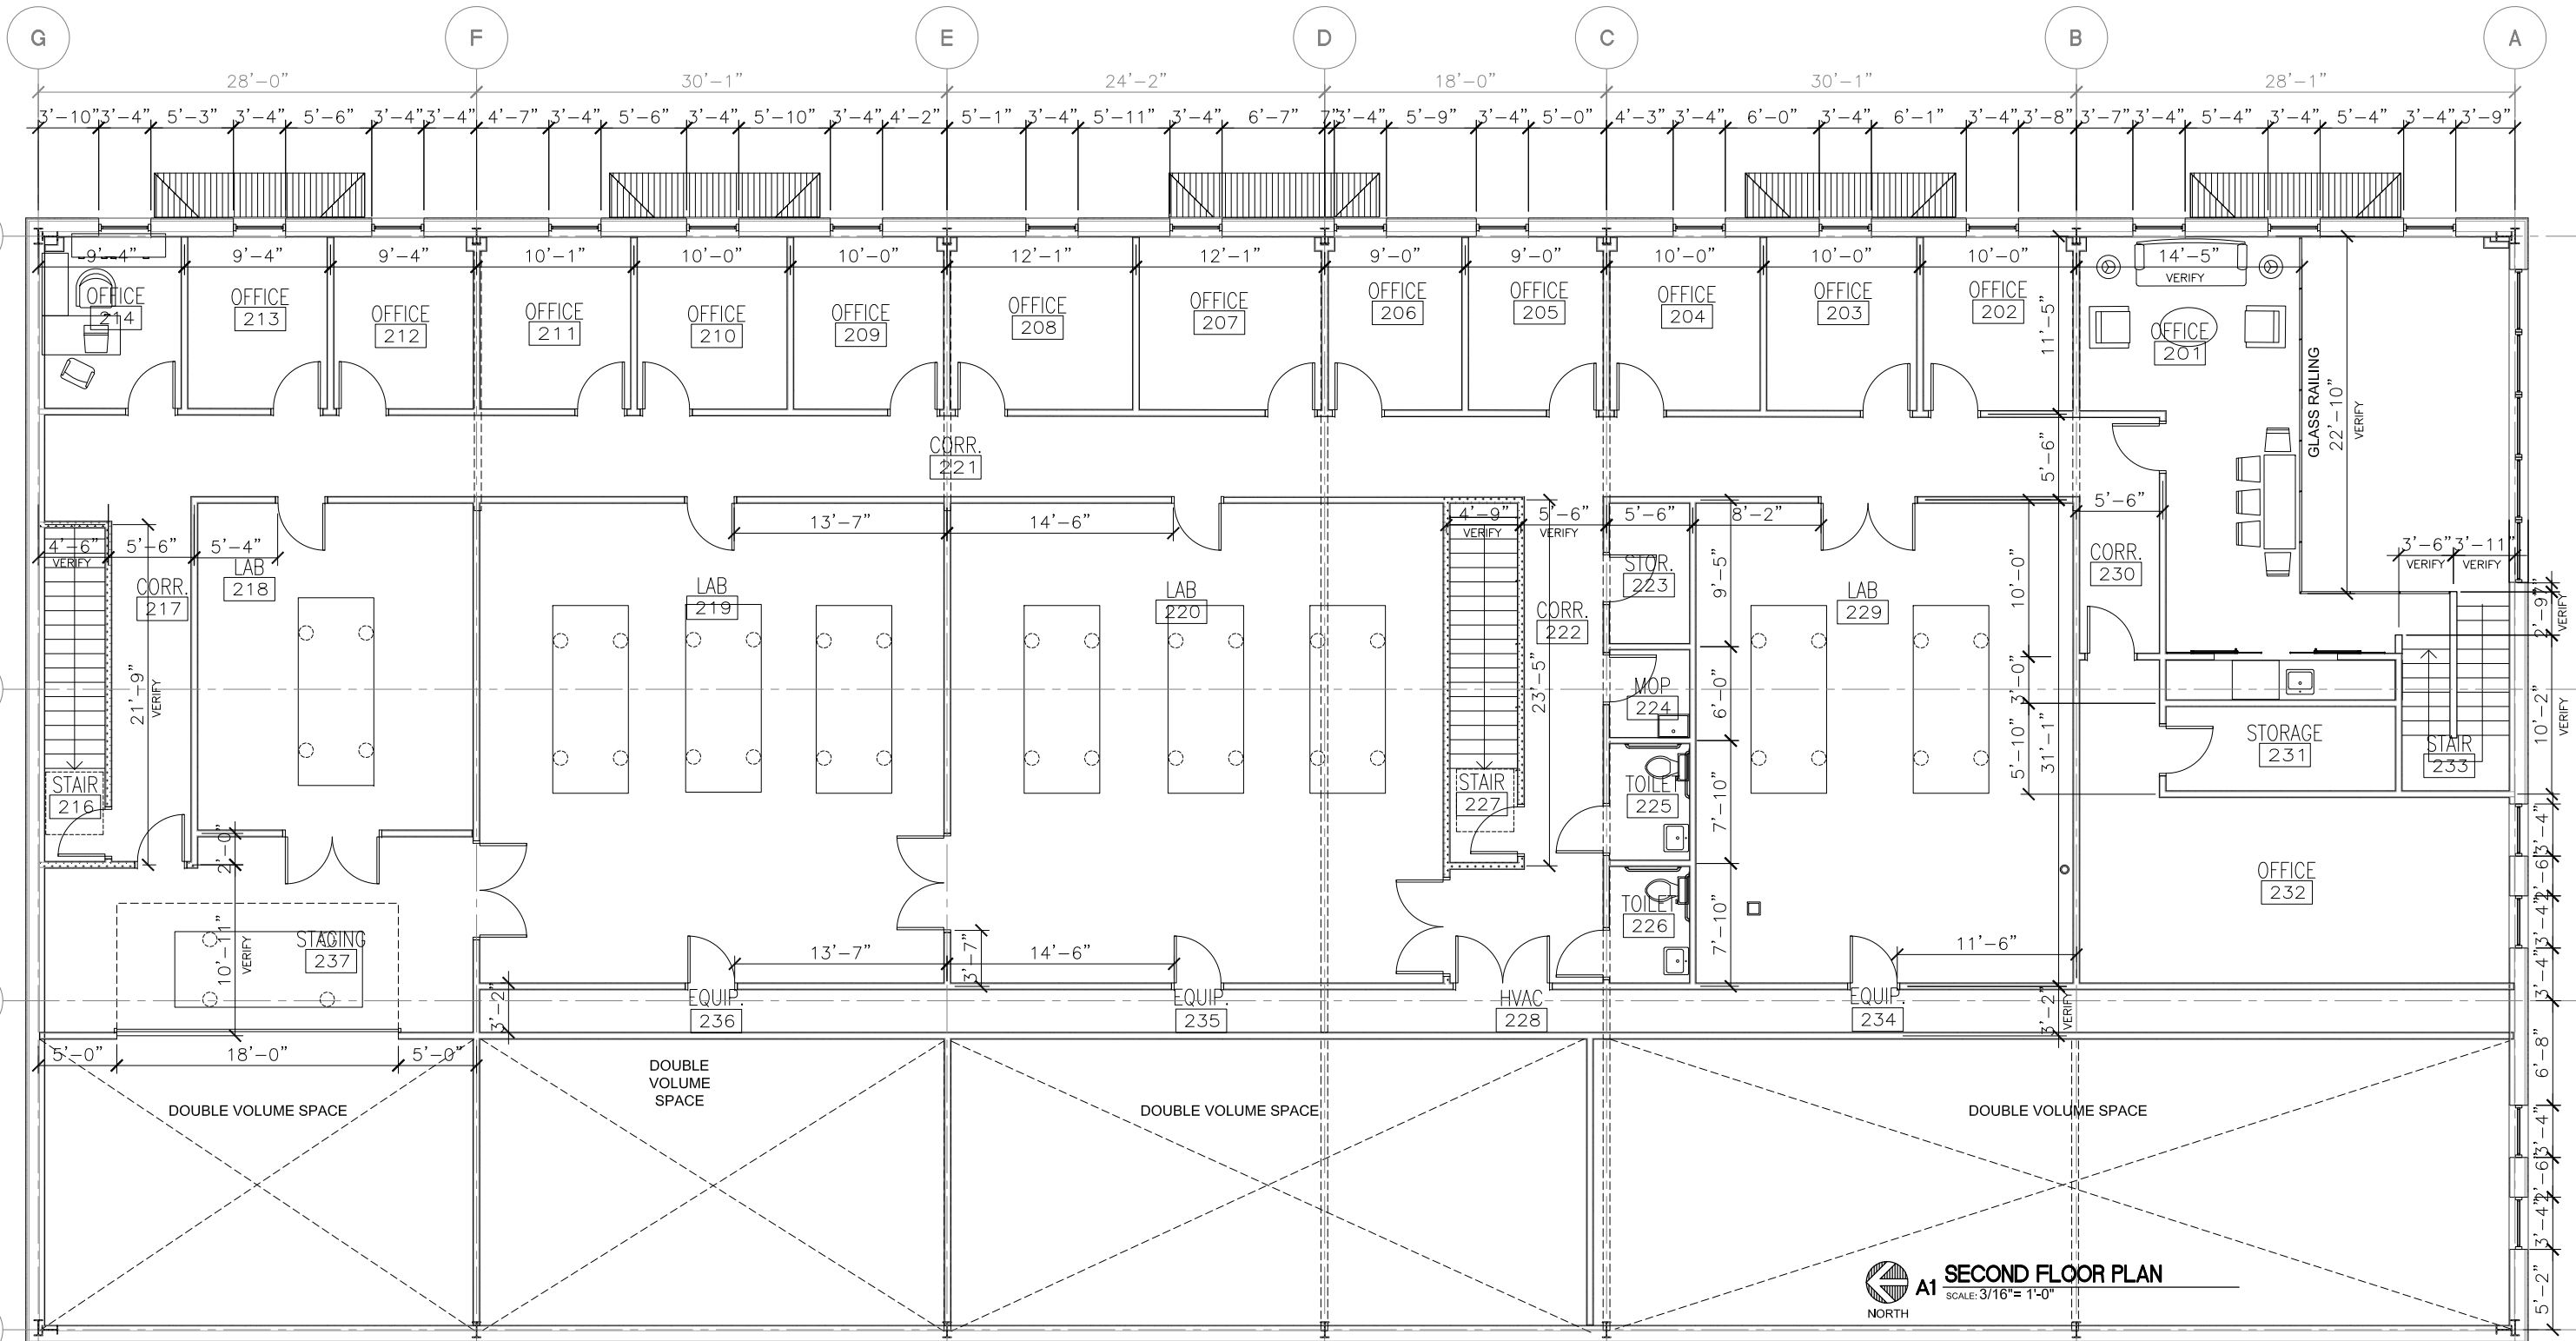 G F E D C B A
28'-0" 30'-1" 24'-2" 18'-0" 30'-1" 28'-1"
3'-10" 3'-4" 5'-3" 3'-4" 5'-6" 3'-4" 3'-4" 4'-7" 3'-4" 5'-6" 3'-4" 5'-10" 3'-4" 4'-2" 5'-1" 3'-4" 5'-11" 3'-4" 6'-7" 7" 3'-4" 5'-9" 3'-4" 5'-0" 4'-3" 3'-4" 6'-0" 3'-4" 6'-1" 3'-4" 3'-8" 3'-7" 3'-4" 5'-4" 3'-4" 5'-4" 3'-4" 3'-9"
9'-4" 9'-4" 9'-4" 10'-1" 10'-0" 10'-0" 12'-1" 12'-1" 9'-0" 9'-0" 10'-0" 10'-0" 10'-0" 14'-5"
VERIFY
OFFICE
214
OFFICE
213
OFFICE
212
OFFICE
211
OFFICE
210
OFFICE
209
OFFICE
208
OFFICE
207
OFFICE
206
OFFICE
205
OFFICE
204
OFFICE
203
OFFICE
202
OFFICE
201
11'-5"
GLASS RAILING
22'-10"
VERIFY
CORR.
221
5'-6"
13'-7" 14'-6"
4'-9"
VERIFY
5'-6"
VERIFY
5'-6" 8'-2"
5'-6"
4'-6"
VERIFY
5'-6" 5'-4"
3'-6"
VERIFY
3'-11"
VERIFY
CORR.
217
LAB
218
LAB
219
LAB
220
CORR.
222
STOR.
223
9'-5"
LAB
229
10'-0"
CORR.
230
2'-9"
VERIFY
21'-9"
VERIFY
23'-5"
MOP
224
6'-0"
3'-0"
10'-2"
VERIFY
STAIR
216
STAIR
227
TOILET
225
7'-10"
5'-10"
31'-1"
STORAGE
231
STAIR
233
2'-0"
3'-4"
2'-6"
3'-4"
3'-4"
OFFICE
232
TOILET
226
7'-10"
STAGING
237
10'-11"
VERIFY
13'-7" 14'-6"
3'-7"
11'-6"
3'-2"
EQUIP.
236
EQUIP.
235
HVAC
228
EQUIP.
234
3'-2"
VERIFY
5'-0" 18'-0" 5'-0"
6'-8"
DOUBLE VOLUME SPACE
DOUBLE
VOLUME
SPACE
DOUBLE VOLUME SPACE
DOUBLE VOLUME SPACE
3'-4"
2'-6"
3'-4"
5'-2"
A1 SECOND FLOOR PLAN
SCALE: 3/16"= 1'-0"
NORTH